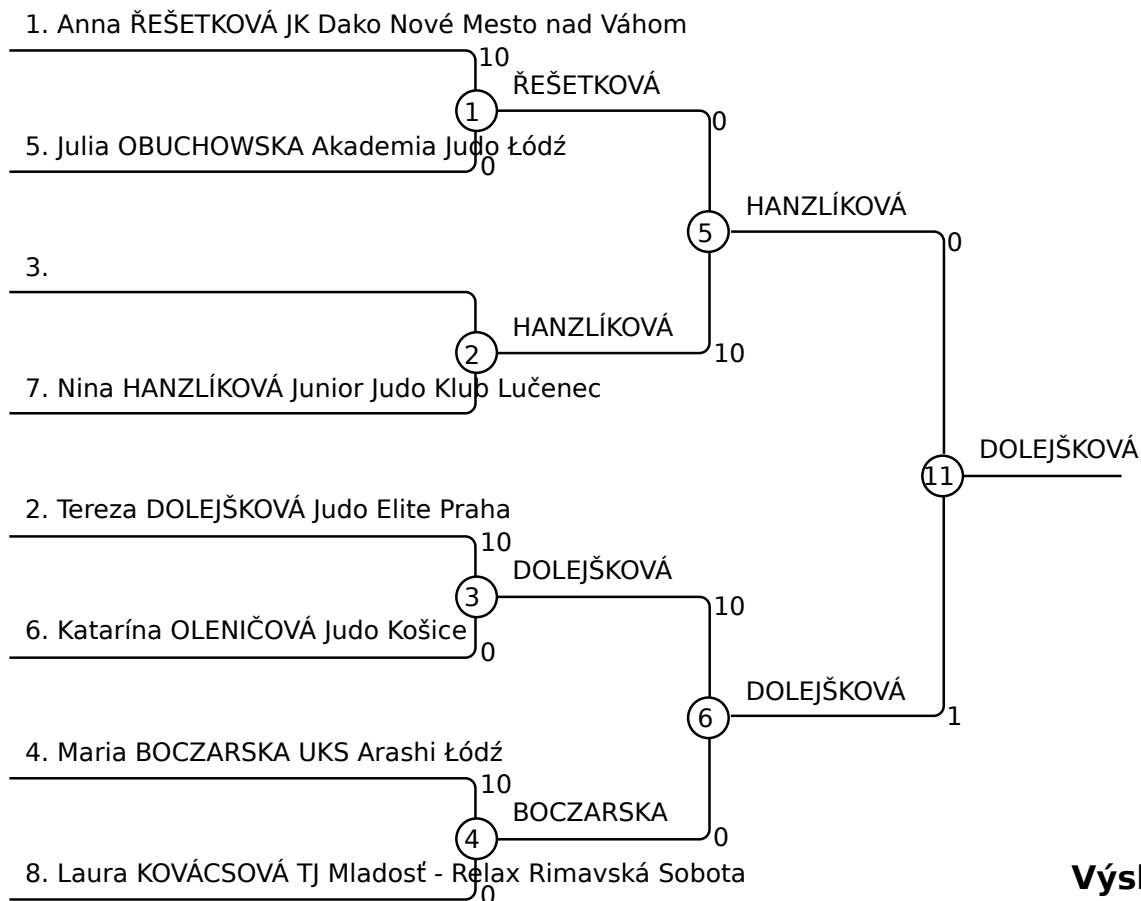 1. Anna ŘEŠETKOVÁ JK Dako Nové Mesto nad Váhom
10
ŘEŠETKOVÁ
1
0
5. Julia OBUCHOWSKA Akademia Judo Łódź
0
HANZLÍKOVÁ
5
0
3.
HANZLÍKOVÁ
2
10
7. Nina HANZLÍKOVÁ Junior Judo Klub Lučenec
DOLEJŠKOVÁ
11
2. Tereza DOLEJŠKOVÁ Judo Elite Praha
10
DOLEJŠKOVÁ
3
10
6. Katarína OLENIČOVÁ Judo Košice
0
DOLEJŠKOVÁ
6
1
4. Maria BOCZARSKA UKS Arashi Łódź
10
BOCZARSKA
4
0
8. Laura KOVÁCSOVÁ TJ Mladosť - Relax Rimavská Sobota
0